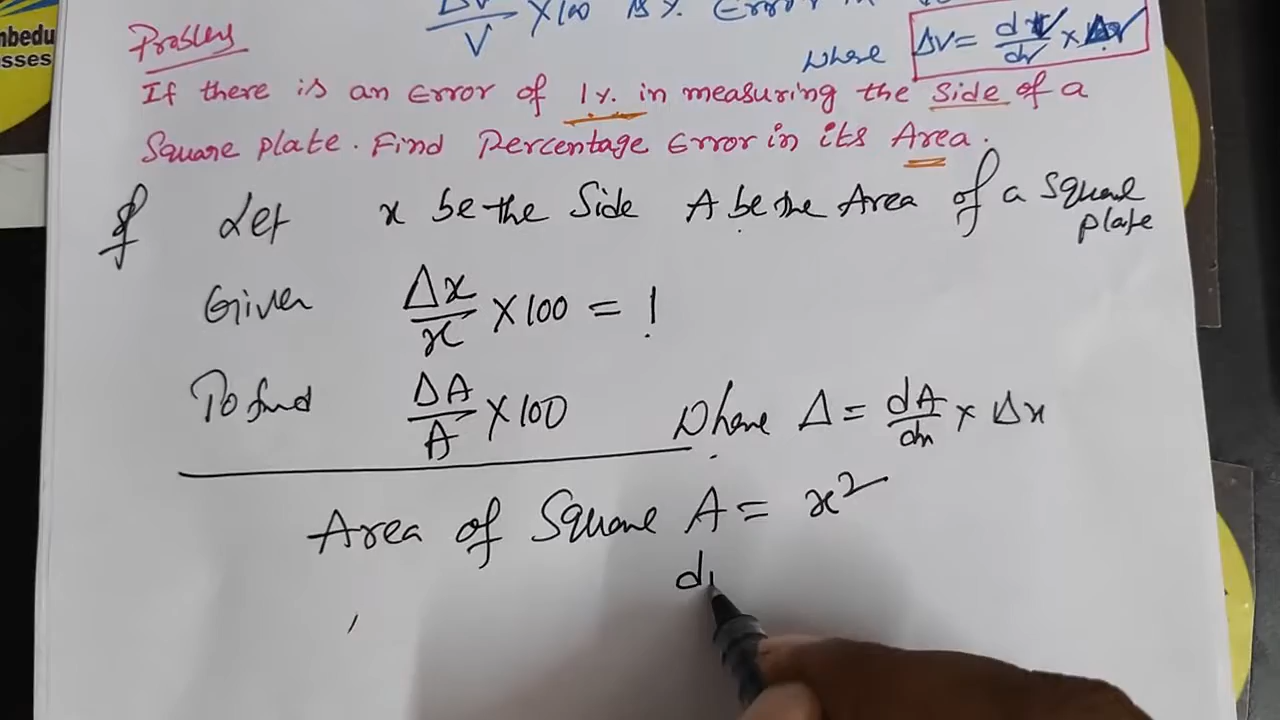 × 100 is %. Error in
nbedu
sses
V
Problem
where ΔV = dV/dr × Δr
If there is an Error of 1%. in measuring the Side of a
Square plate. Find Percentage Error in its Area.
Let x be the Side A be the Area of a Square
plate
Given Δx/x × 100 = 1
To find ΔA/A × 100 Where Δ = dA/dx × Δx
Area of Square A = x²
d